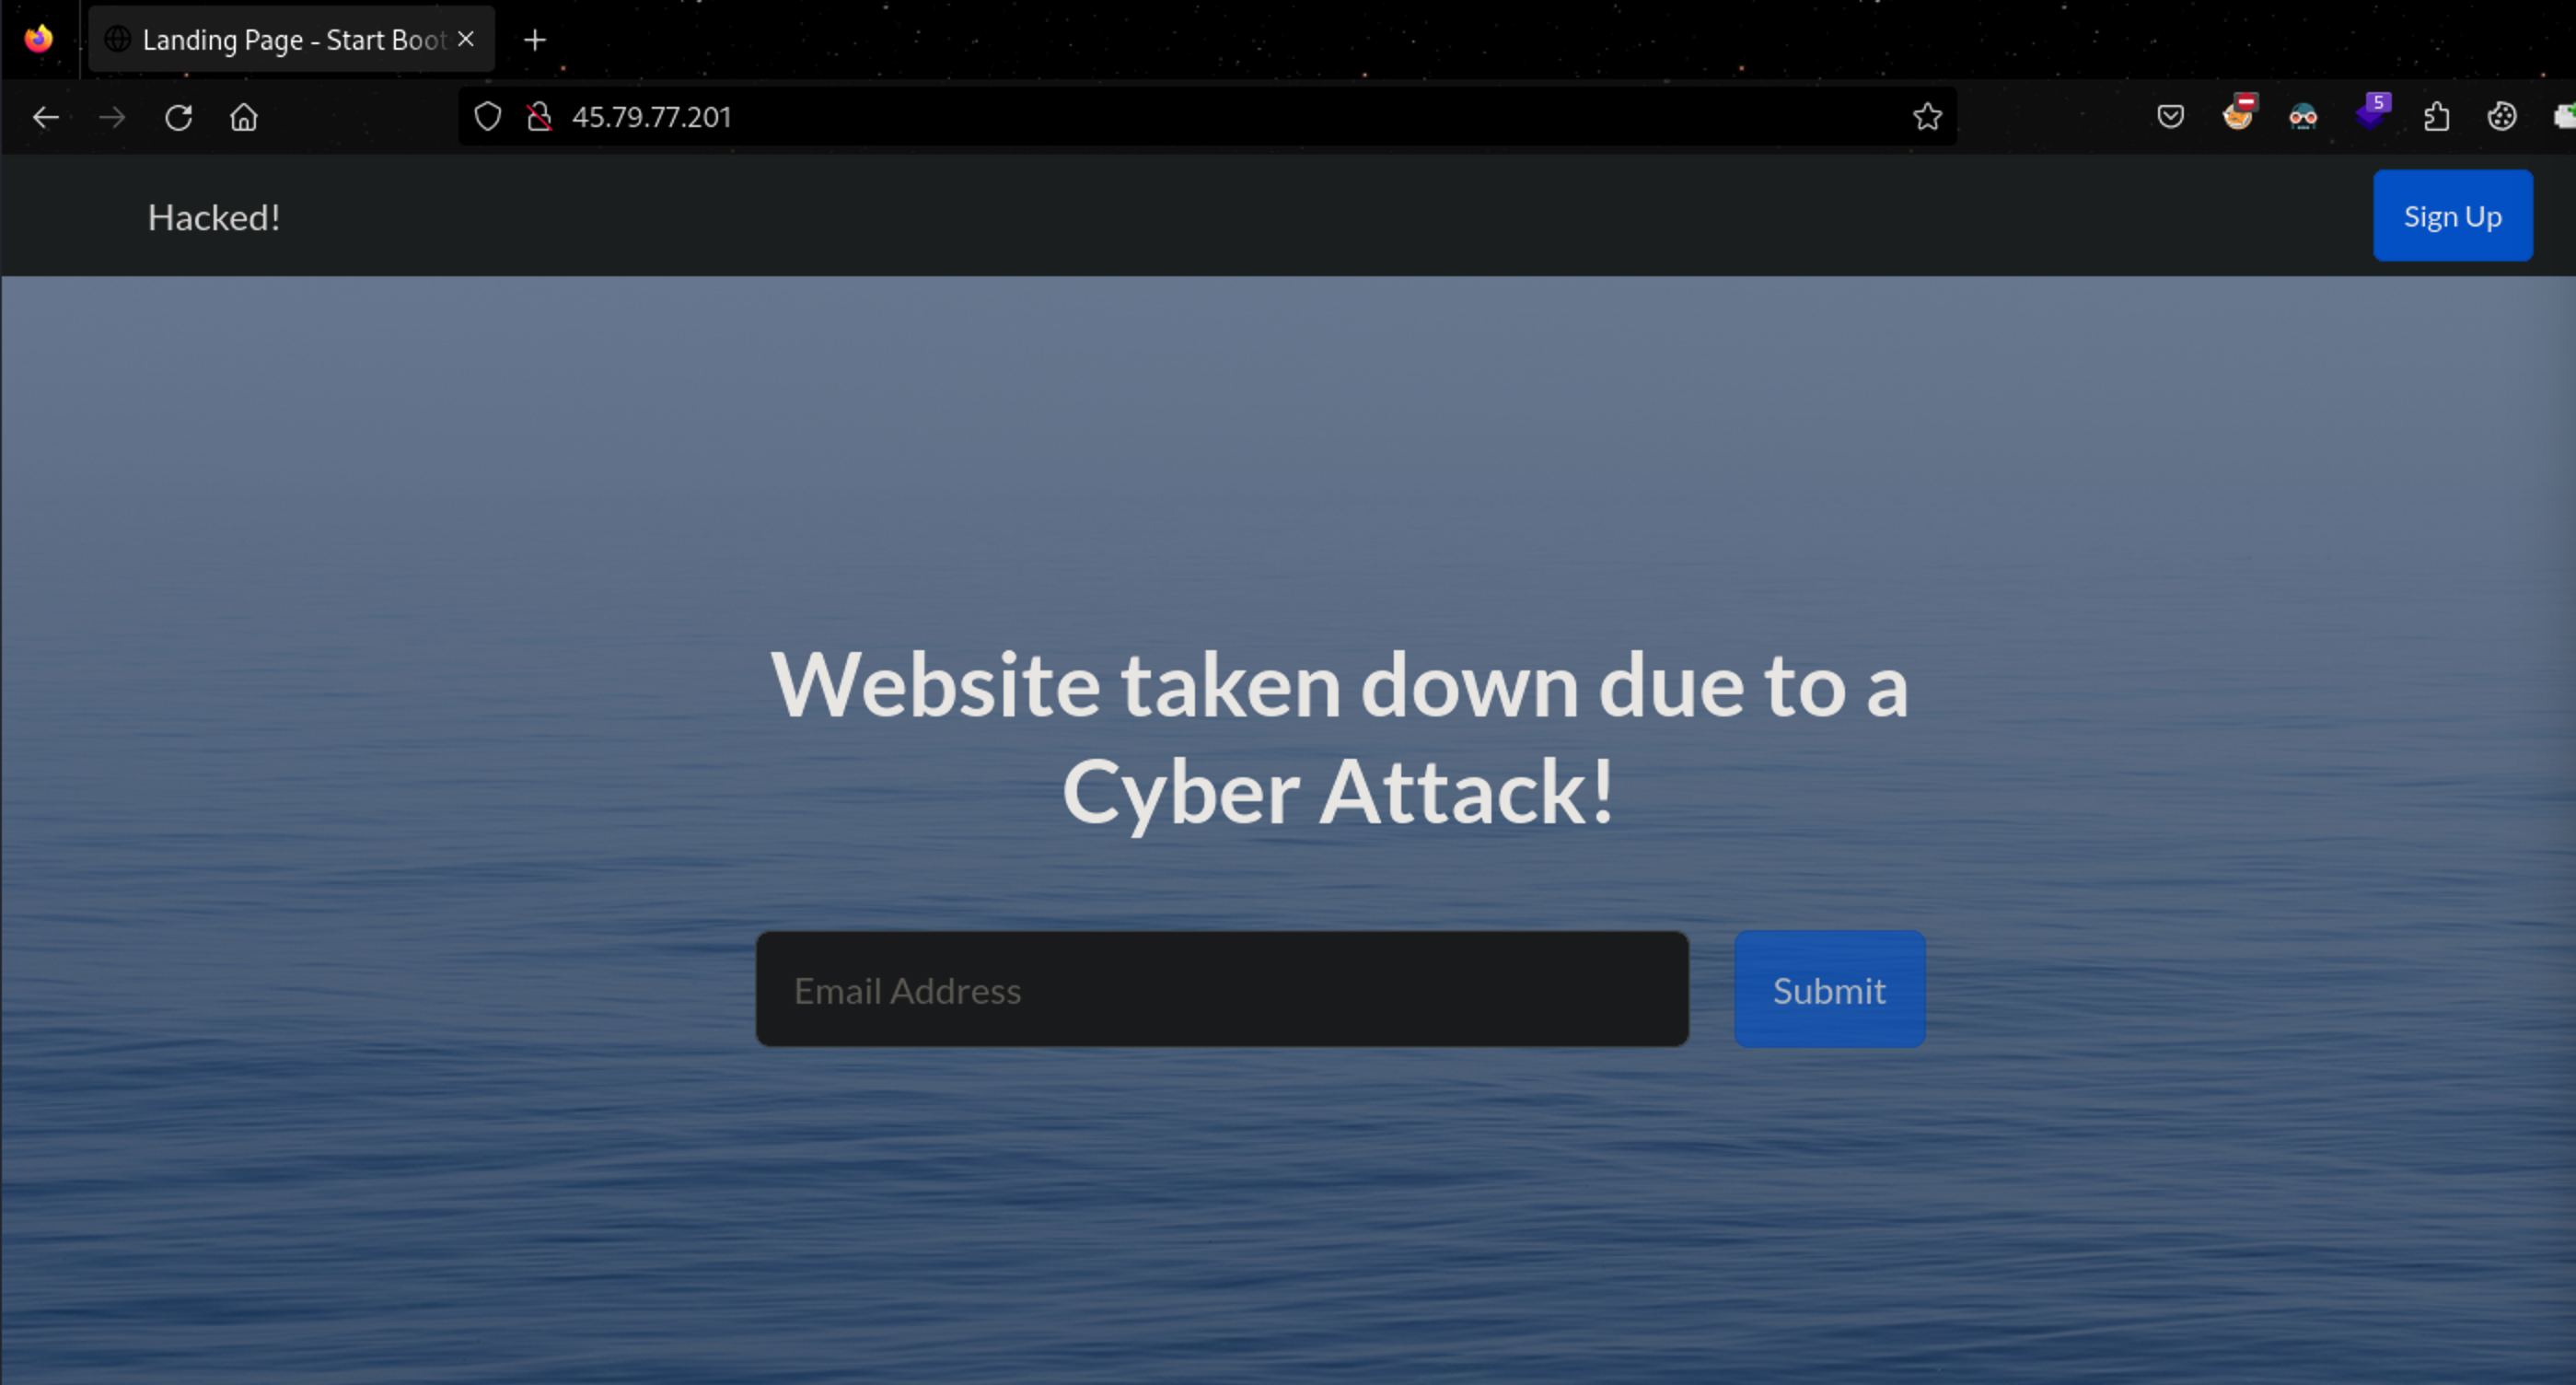 Landing Page - Start Boot
45.79.77.201
5
Hacked!
Sign Up
Website taken down due to a
Cyber Attack!
Email Address
Submit